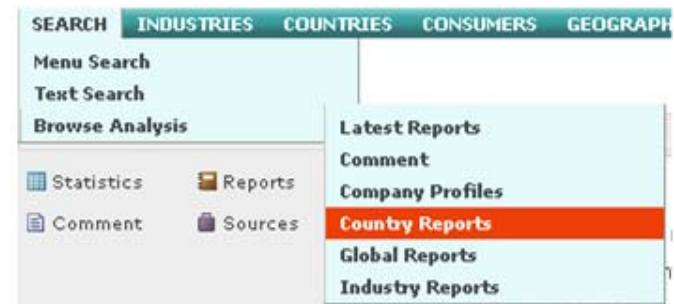 SEARCH INDUSTRIES COUNTRIES CONSUMERS GEOGRAPH
Menu Search
Text Search
Browse Analysis
Latest Reports
Comment
Company Profiles
Country Reports
Global Reports
Industry Reports
Statistics Reports
Comment Sources